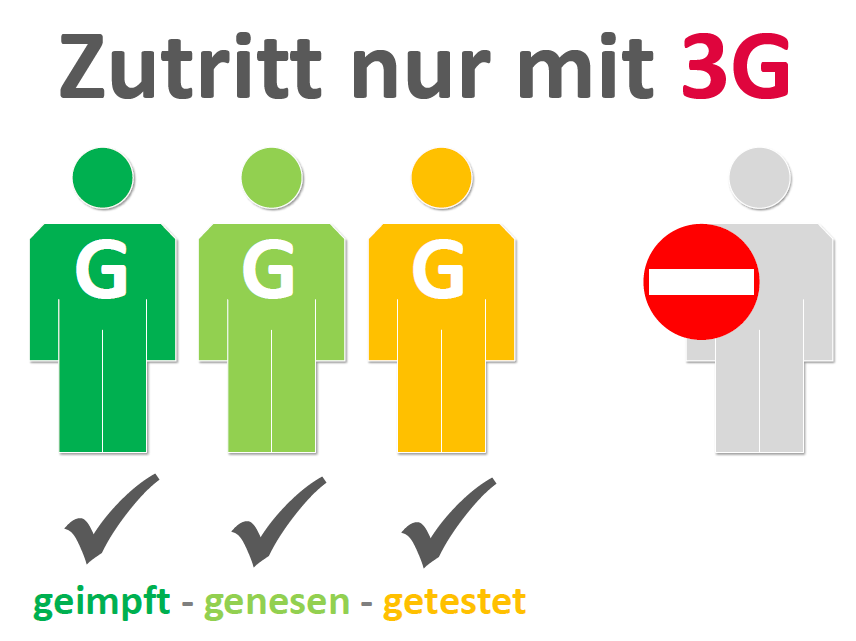 Zutritt nur mit 3G
G G G
geimpft - genesen - getestet